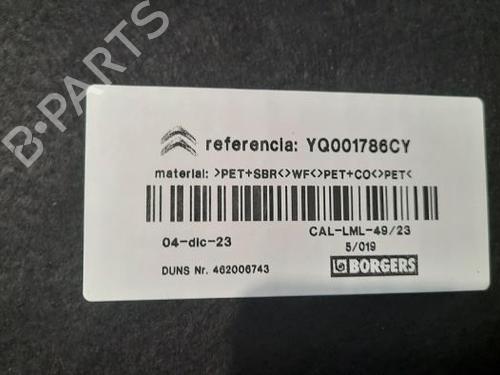 B-PARTS
referencia: YQ001786CY
material: >PET+SBR<>WF<>PET+CO<>PET<
04-dic-23
CAL-LML-49/23
5/019
DUNS Nr. 462006743
BORGERS